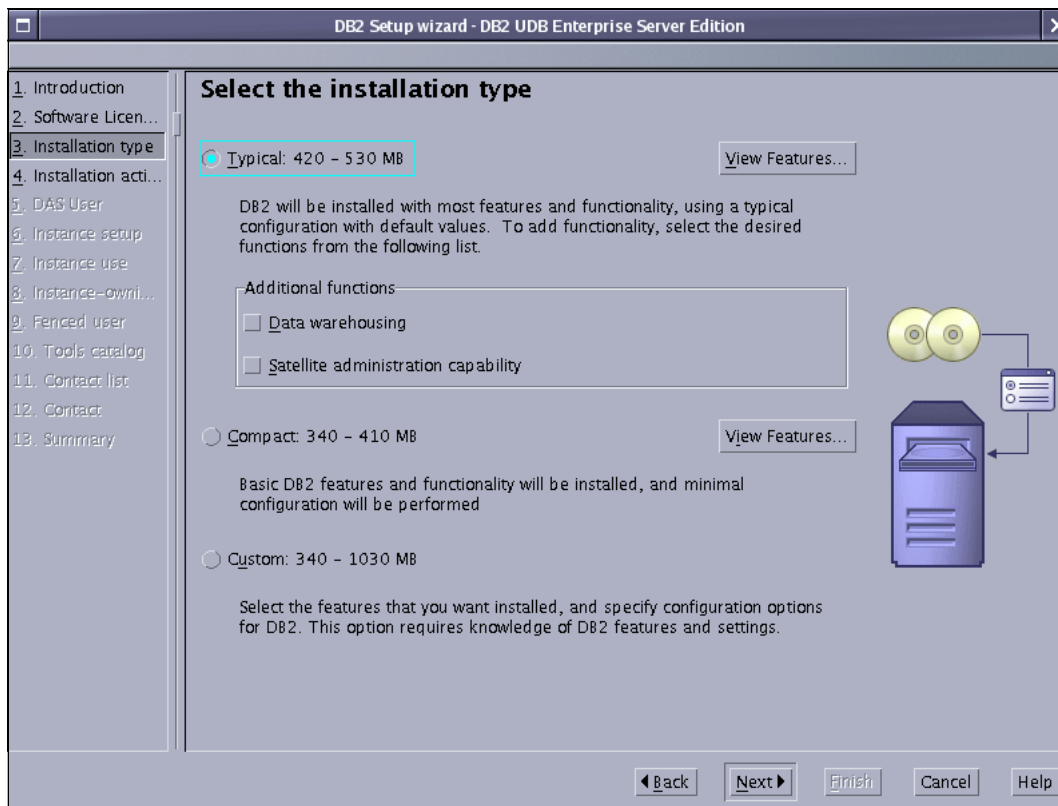 DB2 Setup wizard - DB2 UDB Enterprise Server Edition
1. Introduction
2. Software Licen...
3. Installation type
4. Installation acti...
5. DAS User
6. Instance setup
7. Instance use
8. Instance-owni...
9. Fenced user
10. Tools catalog
11. Contact list
12. Contact
13. Summary
Select the installation type
Typical: 420 - 530 MB
View Features...
DB2 will be installed with most features and functionality, using a typical
configuration with default values. To add functionality, select the desired
functions from the following list.
Additional functions
Data warehousing
Satellite administration capability
Compact: 340 - 410 MB
View Features...
Basic DB2 features and functionality will be installed, and minimal
configuration will be performed
Custom: 340 - 1030 MB
Select the features that you want installed, and specify configuration options
for DB2. This option requires knowledge of DB2 features and settings.
Back
Next
Finish
Cancel
Help